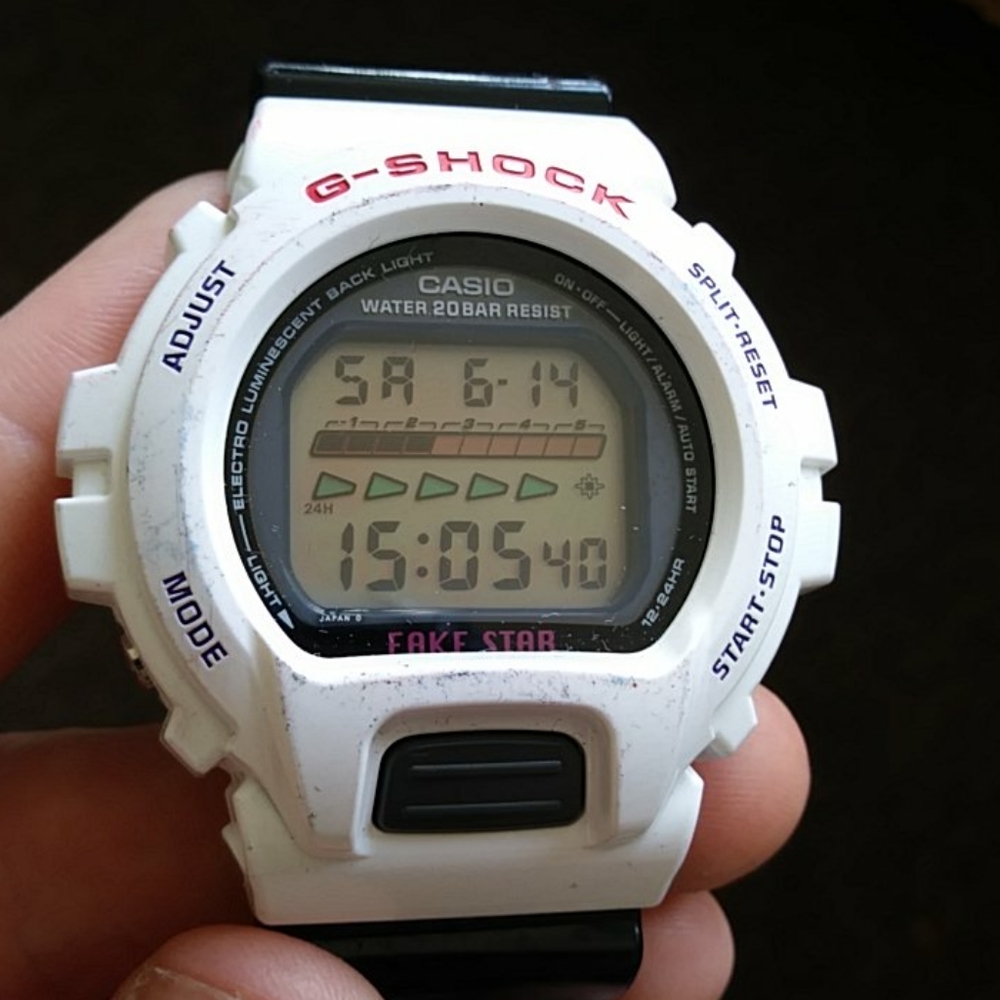 G-SHOCK
ADJUST
SPLIT·RESET
ELECTRO LUMINESCENT BACK LIGHT
CASIO
WATER 20BAR RESIST
ON·OFF—LIGHT/ALARM/AUTO START
SA 6-14
1 2 3 4 5
24H
15:05 40
LIGHT
JAPAN 0
12·24HR
FAKE STAR
MODE
START·STOP